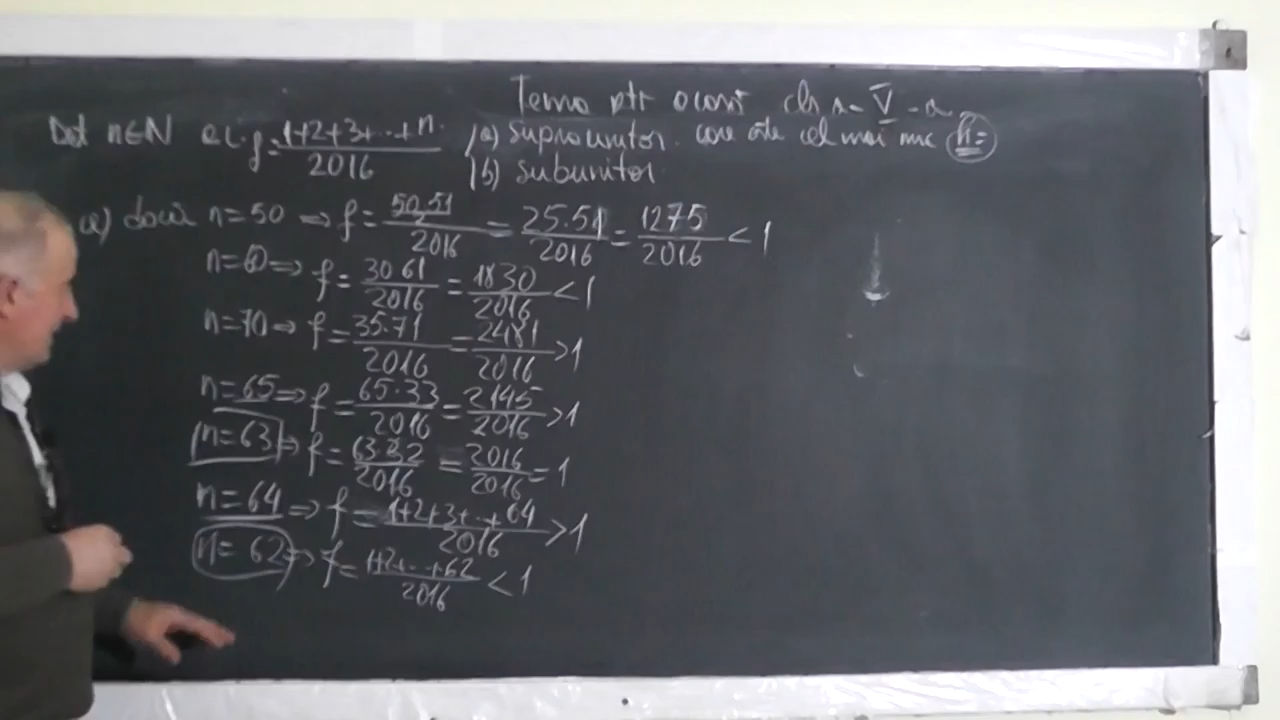 Tema ptr acasă cls a- V -a
Det n∈N a.i. f=(1+2+3+...+n)/2016 a) supraunitar. care este cel mai mic n=
b) subunitar
a) dacă n=50 ⇒ f=(50.51/2)/2016 = 25.51/2016 = 1275/2016 < 1
n=60 ⇒ f = 30 61/2016 = 1830/2016 < 1
n=70 ⇒ f = 35.71/2016 = 2481/2016 > 1
n=65 ⇒ f = 65.33/2016 = 2145/2016 > 1
n=63 ⇒ f = 63.32/2016 = 2016/2016 = 1
n=64 ⇒ f = 1+2+3+..+64/2016 > 1
n=62 ⇒ f = 1+2+..+62/2016 < 1